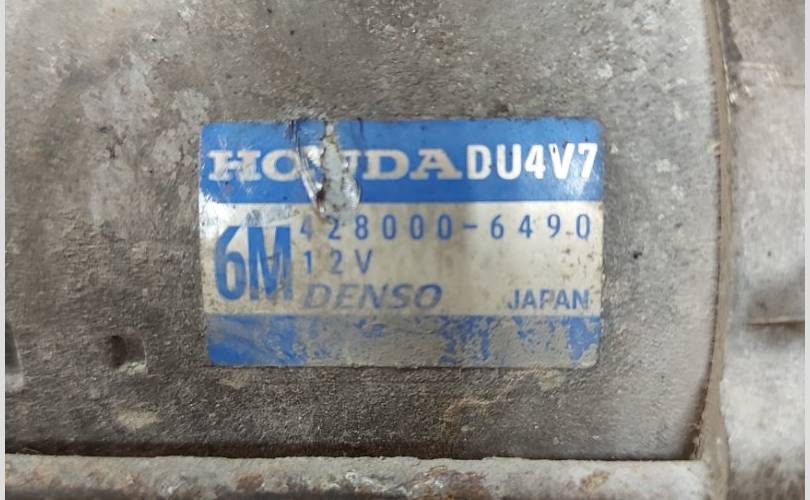 HONDA DU4V7
6M 428000-6490
12V
DENSO JAPAN